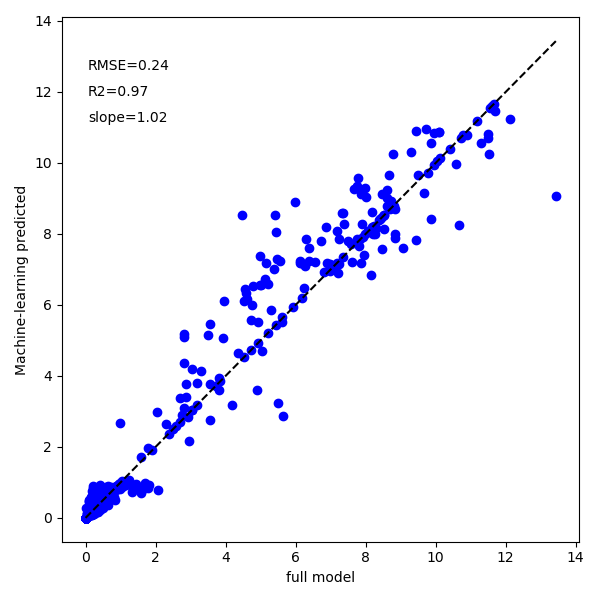 14
12
10
8
6
4
2
0
RMSE=0.24
R2=0.97
slope=1.02
Machine-learning predicted
0 2 4 6 8 10 12 14
full model